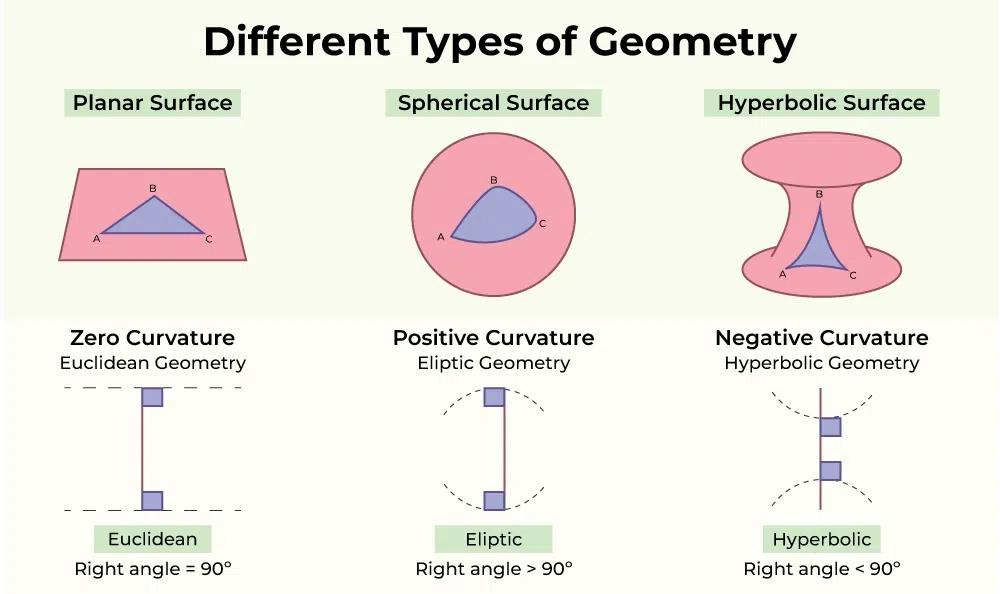 Different Types of Geometry
Planar Surface
Spherical Surface
Hyperbolic Surface
B
A
C
B
A
C
B
A
C
Zero Curvature
Euclidean Geometry
Positive Curvature
Eliptic Geometry
Negative Curvature
Hyperbolic Geometry
Euclidean
Right angle = 90°
Eliptic
Right angle > 90°
Hyperbolic
Right angle < 90°